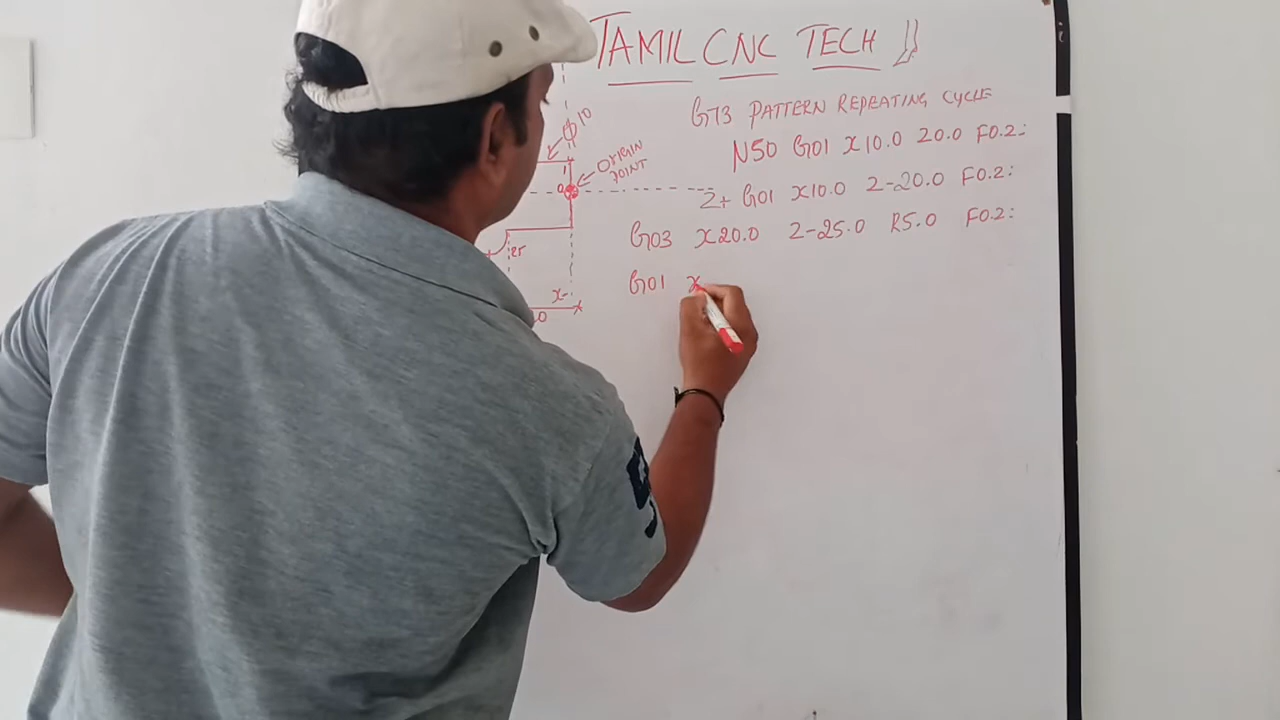 TAMIL CNC TECH
G73 PATTERN REPEATING CYCLE
N50 G01 X10.0 Z0.0 F0.2:
Z+ G01 X10.0 Z-20.0 F0.2:
G03 X20.0 Z-25.0 R5.0 F0.2:
G01 X
Φ10
ORIGIN
POINT
X-